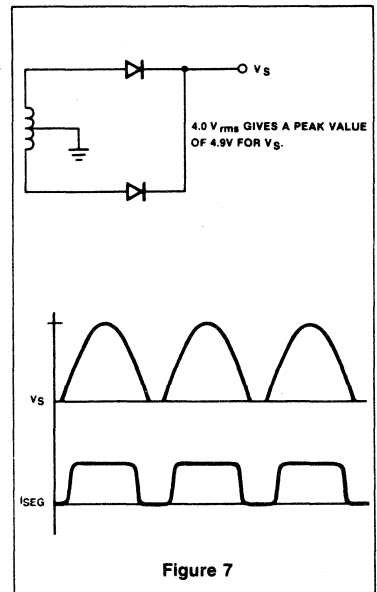 VS
4.0 Vrms GIVES A PEAK VALUE
OF 4.9V FOR VS.
VS
ISEG
Figure 7